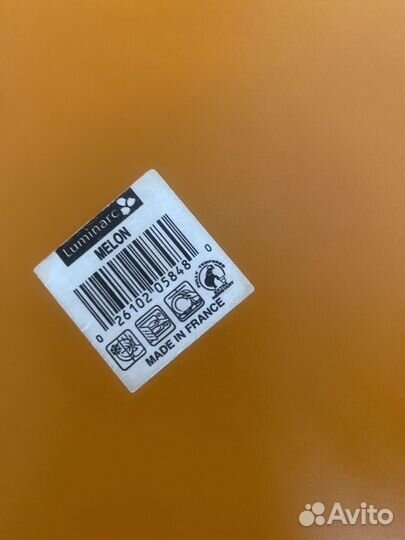 Luminarc
MELON
0 26102 05848 0
MADE IN FRANCE
Avito